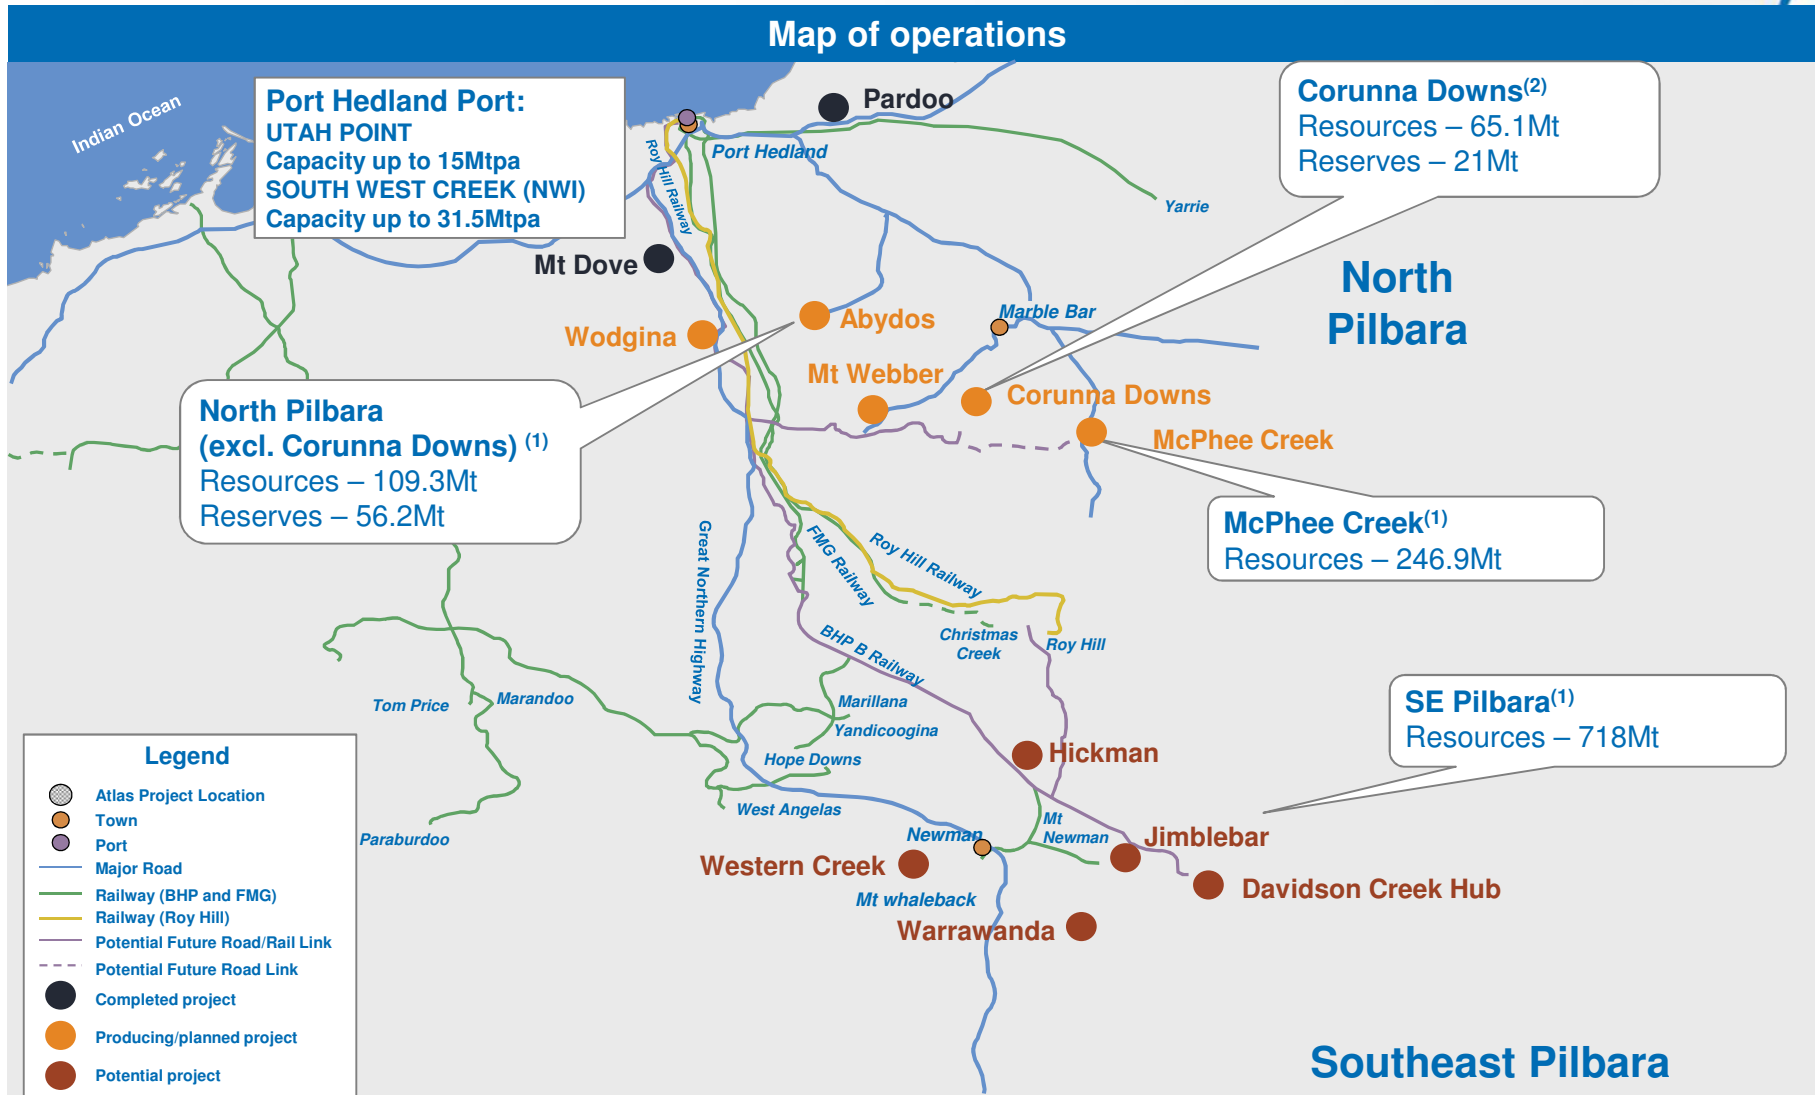 Map of operations
Indian Ocean
Port Hedland Port:
UTAH POINT
Capacity up to 15Mtpa
SOUTH WEST CREEK (NWI)
Capacity up to 31.5Mtpa
Pardoo
Port Hedland
Roy Hill Railway
Yarrie
Corunna Downs(2)
Resources – 65.1Mt
Reserves – 21Mt
Mt Dove
North
Pilbara
Wodgina
Abydos
Marble Bar
Mt Webber
Corunna Downs
McPhee Creek
North Pilbara
(excl. Corunna Downs) (1)
Resources – 109.3Mt
Reserves – 56.2Mt
McPhee Creek(1)
Resources – 246.9Mt
Great Northern Highway
FMG Railway
Roy Hill Railway
BHP B Railway
Christmas
Creek
Roy Hill
Tom Price
Marandoo
Marillana
Yandicoogina
Hope Downs
West Angelas
Paraburdoo
SE Pilbara(1)
Resources – 718Mt
Hickman
Mt
Newman
Newman
Jimblebar
Western Creek
Davidson Creek Hub
Mt whaleback
Warrawanda
Southeast Pilbara
Legend
Atlas Project Location
Town
Port
Major Road
Railway (BHP and FMG)
Railway (Roy Hill)
Potential Future Road/Rail Link
Potential Future Road Link
Completed project
Producing/planned project
Potential project